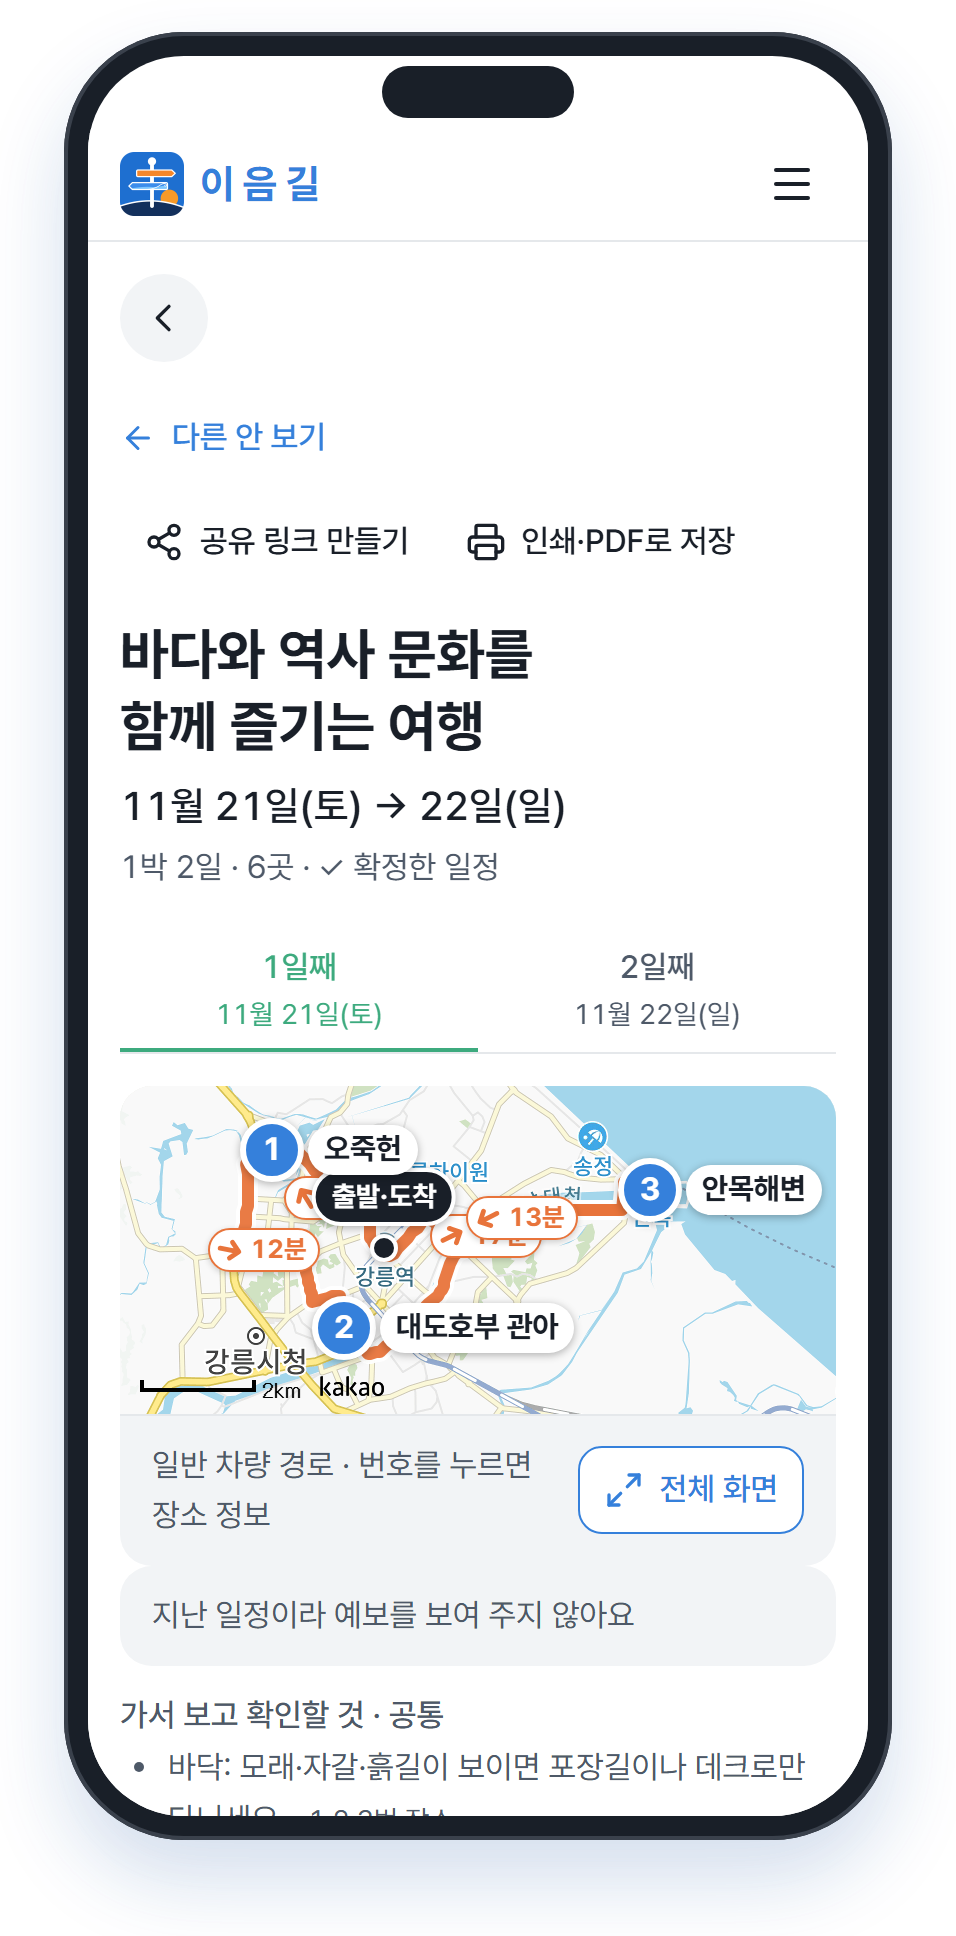 이음길
다른 안 보기
공유 링크 만들기
인쇄·PDF로 저장
바다와 역사 문화를
함께 즐기는 여행
11월 21일(토) → 22일(일)
1박 2일 · 6곳 · ✓ 확정한 일정
1일째
11월 21일(토)
2일째
11월 22일(일)
1
오죽헌
송정
출발·도착
3
안목해변
13분
12분
강릉역
2
대도호부 관아
강릉시청
2km
kakao
일반 차량 경로 · 번호를 누르면
장소 정보
전체 화면
지난 일정이라 예보를 보여 주지 않아요
가서 보고 확인할 것 · 공통
• 바닥: 모래·자갈·흙길이 보이면 포장길이나 데크로만